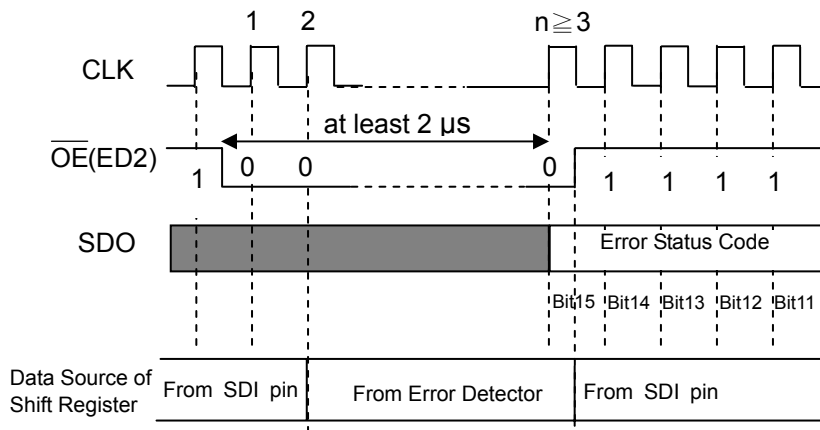 1 2 n≧3
CLK
at least 2 µs
OE(ED2)
1 0 0 0 1 1 1 1
SDO
Error Status Code
Bit15 Bit14 Bit13 Bit12 Bit11
Data Source of
Shift Register
From SDI pin
From Error Detector
From SDI pin